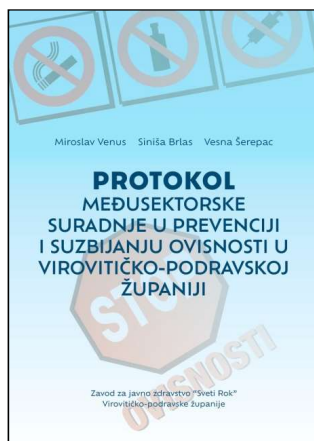 Miroslav Venus Siniša Brlas Vesna Šerepac
PROTOKOL
MEĐUSEKTORSKE
SURADNJE U PREVENCIJI
I SUZBIJANJU OVISNOSTI U
VIROVITIČKO-PODRAVSKOJ
ŽUPANIJI
STOP
OVISNOSTI
Zavod za javno zdravstvo "Sveti Rok"
Virovitičko-podravske županije